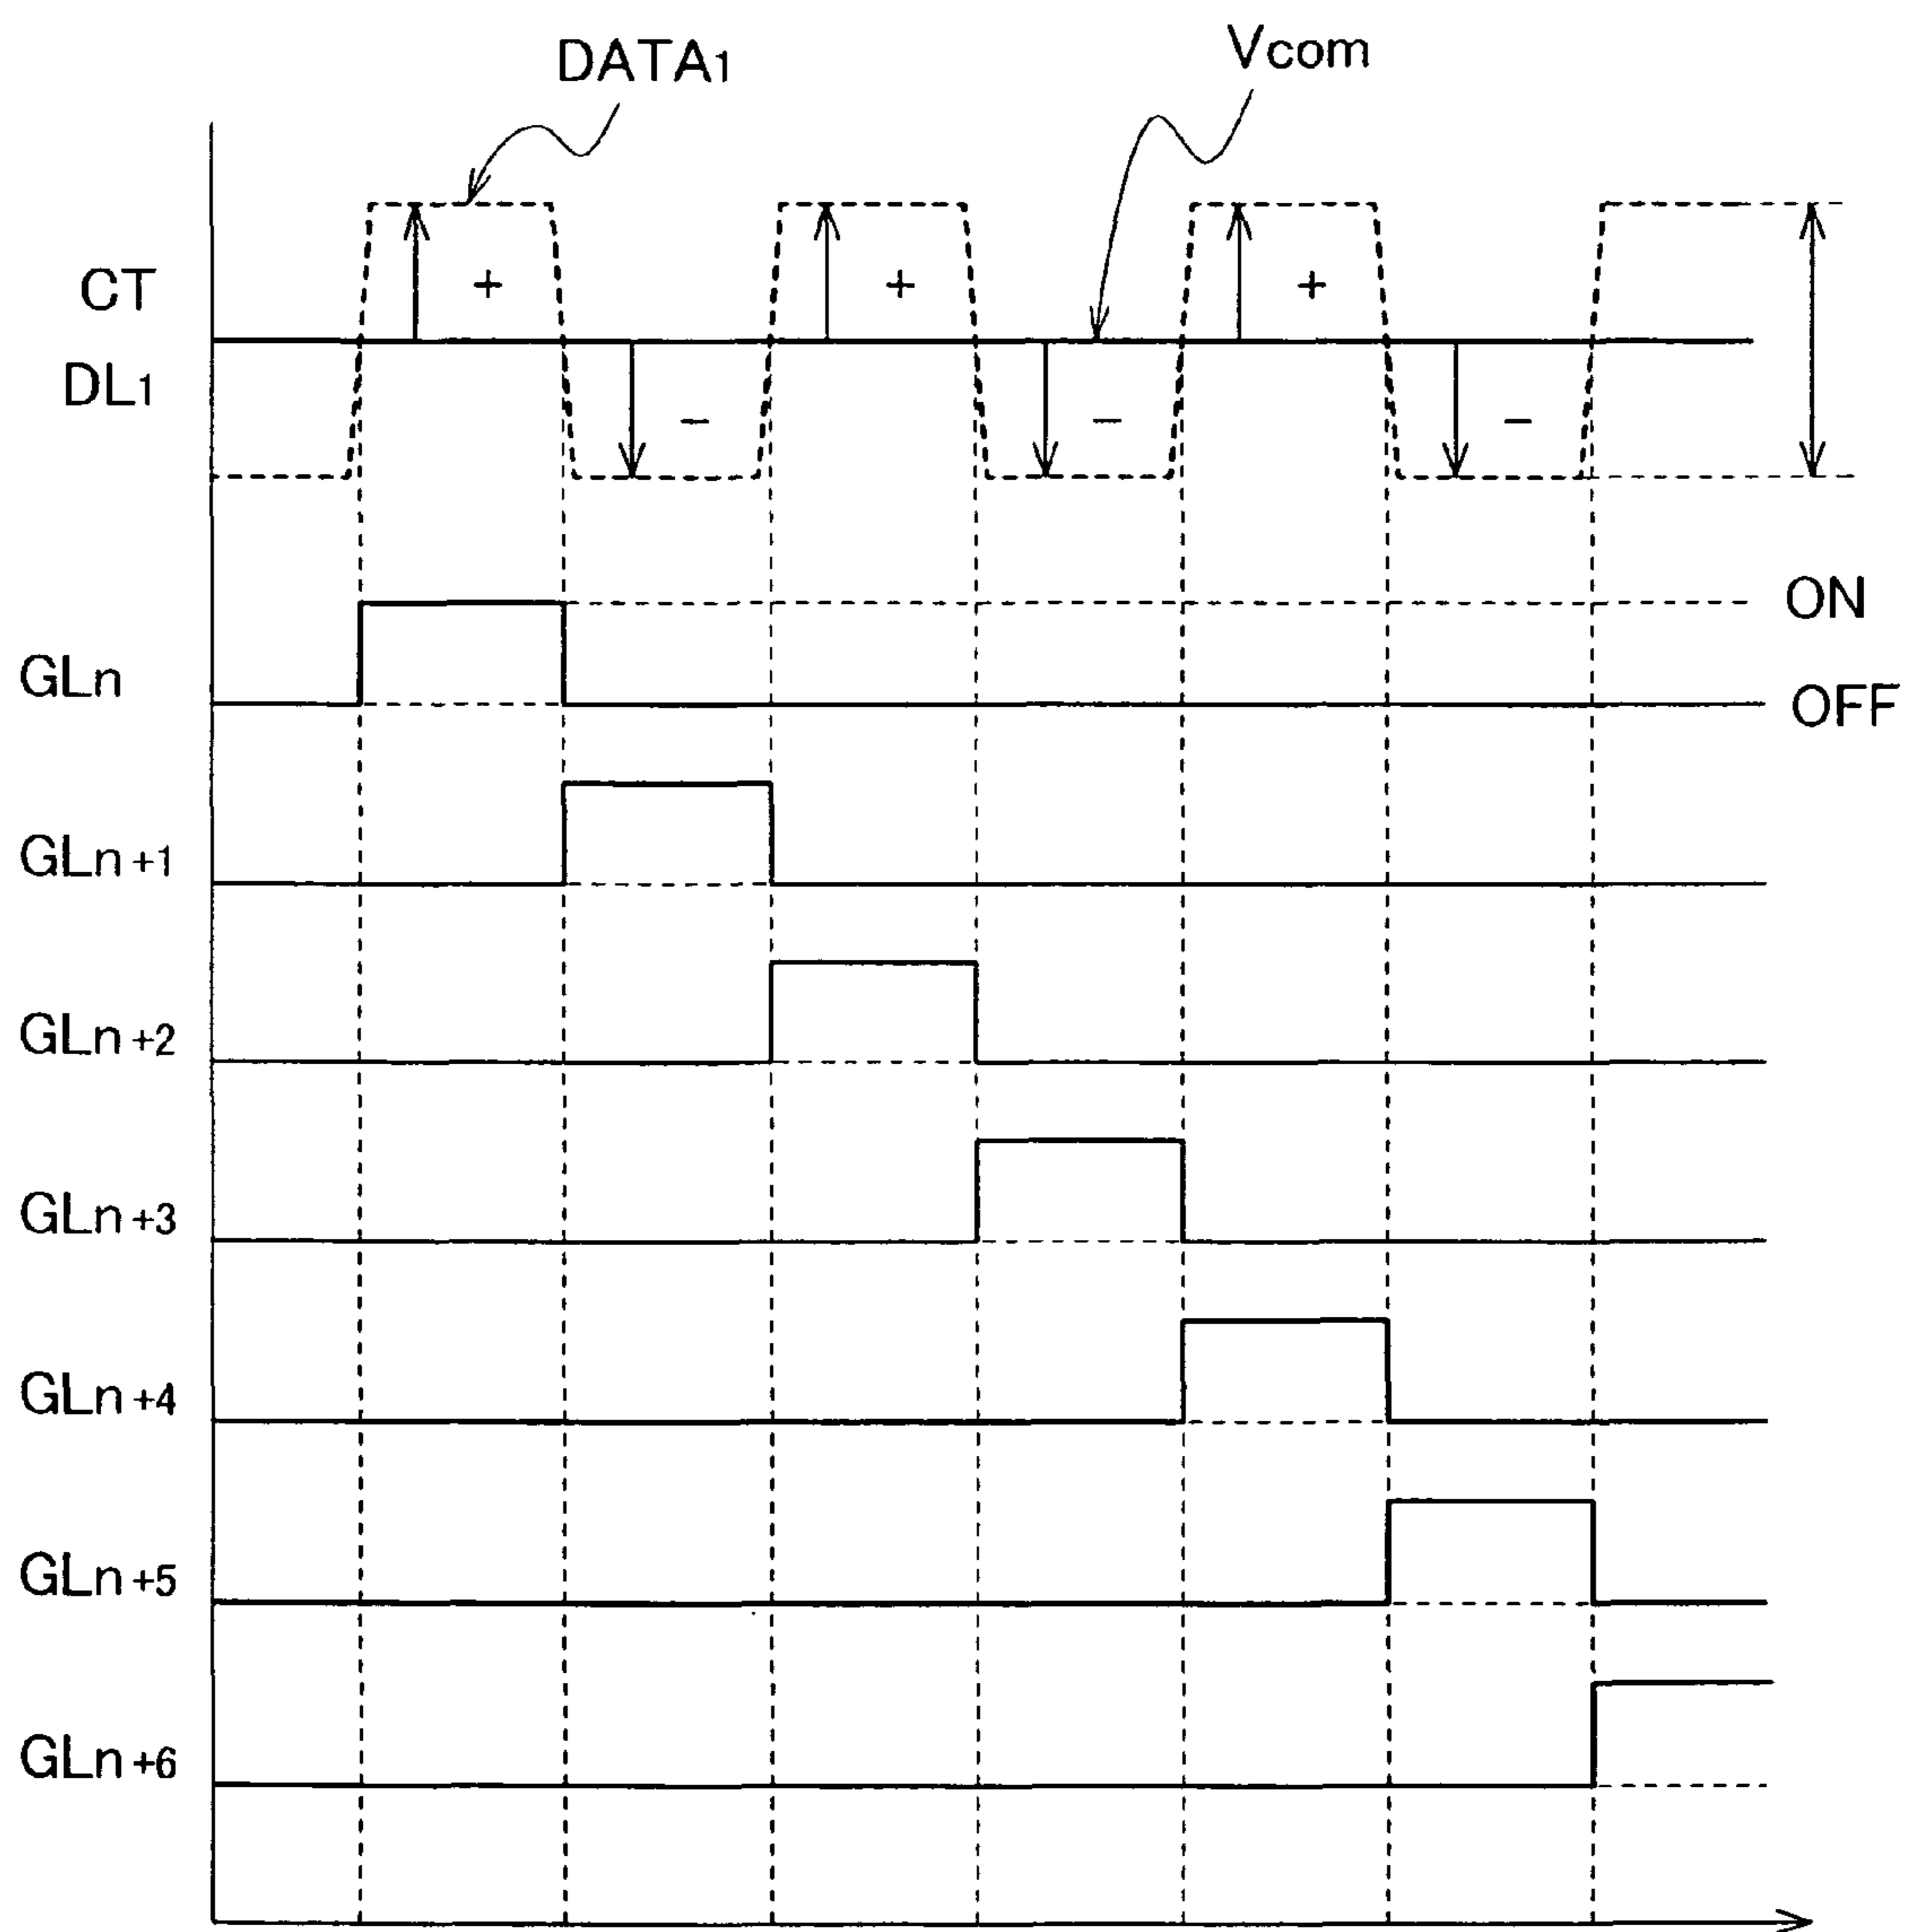 DATA1
Vcom
CT
+ + +
DL1
- - -
ON
GLn
OFF
GLn+1
GLn+2
GLn+3
GLn+4
GLn+5
GLn+6